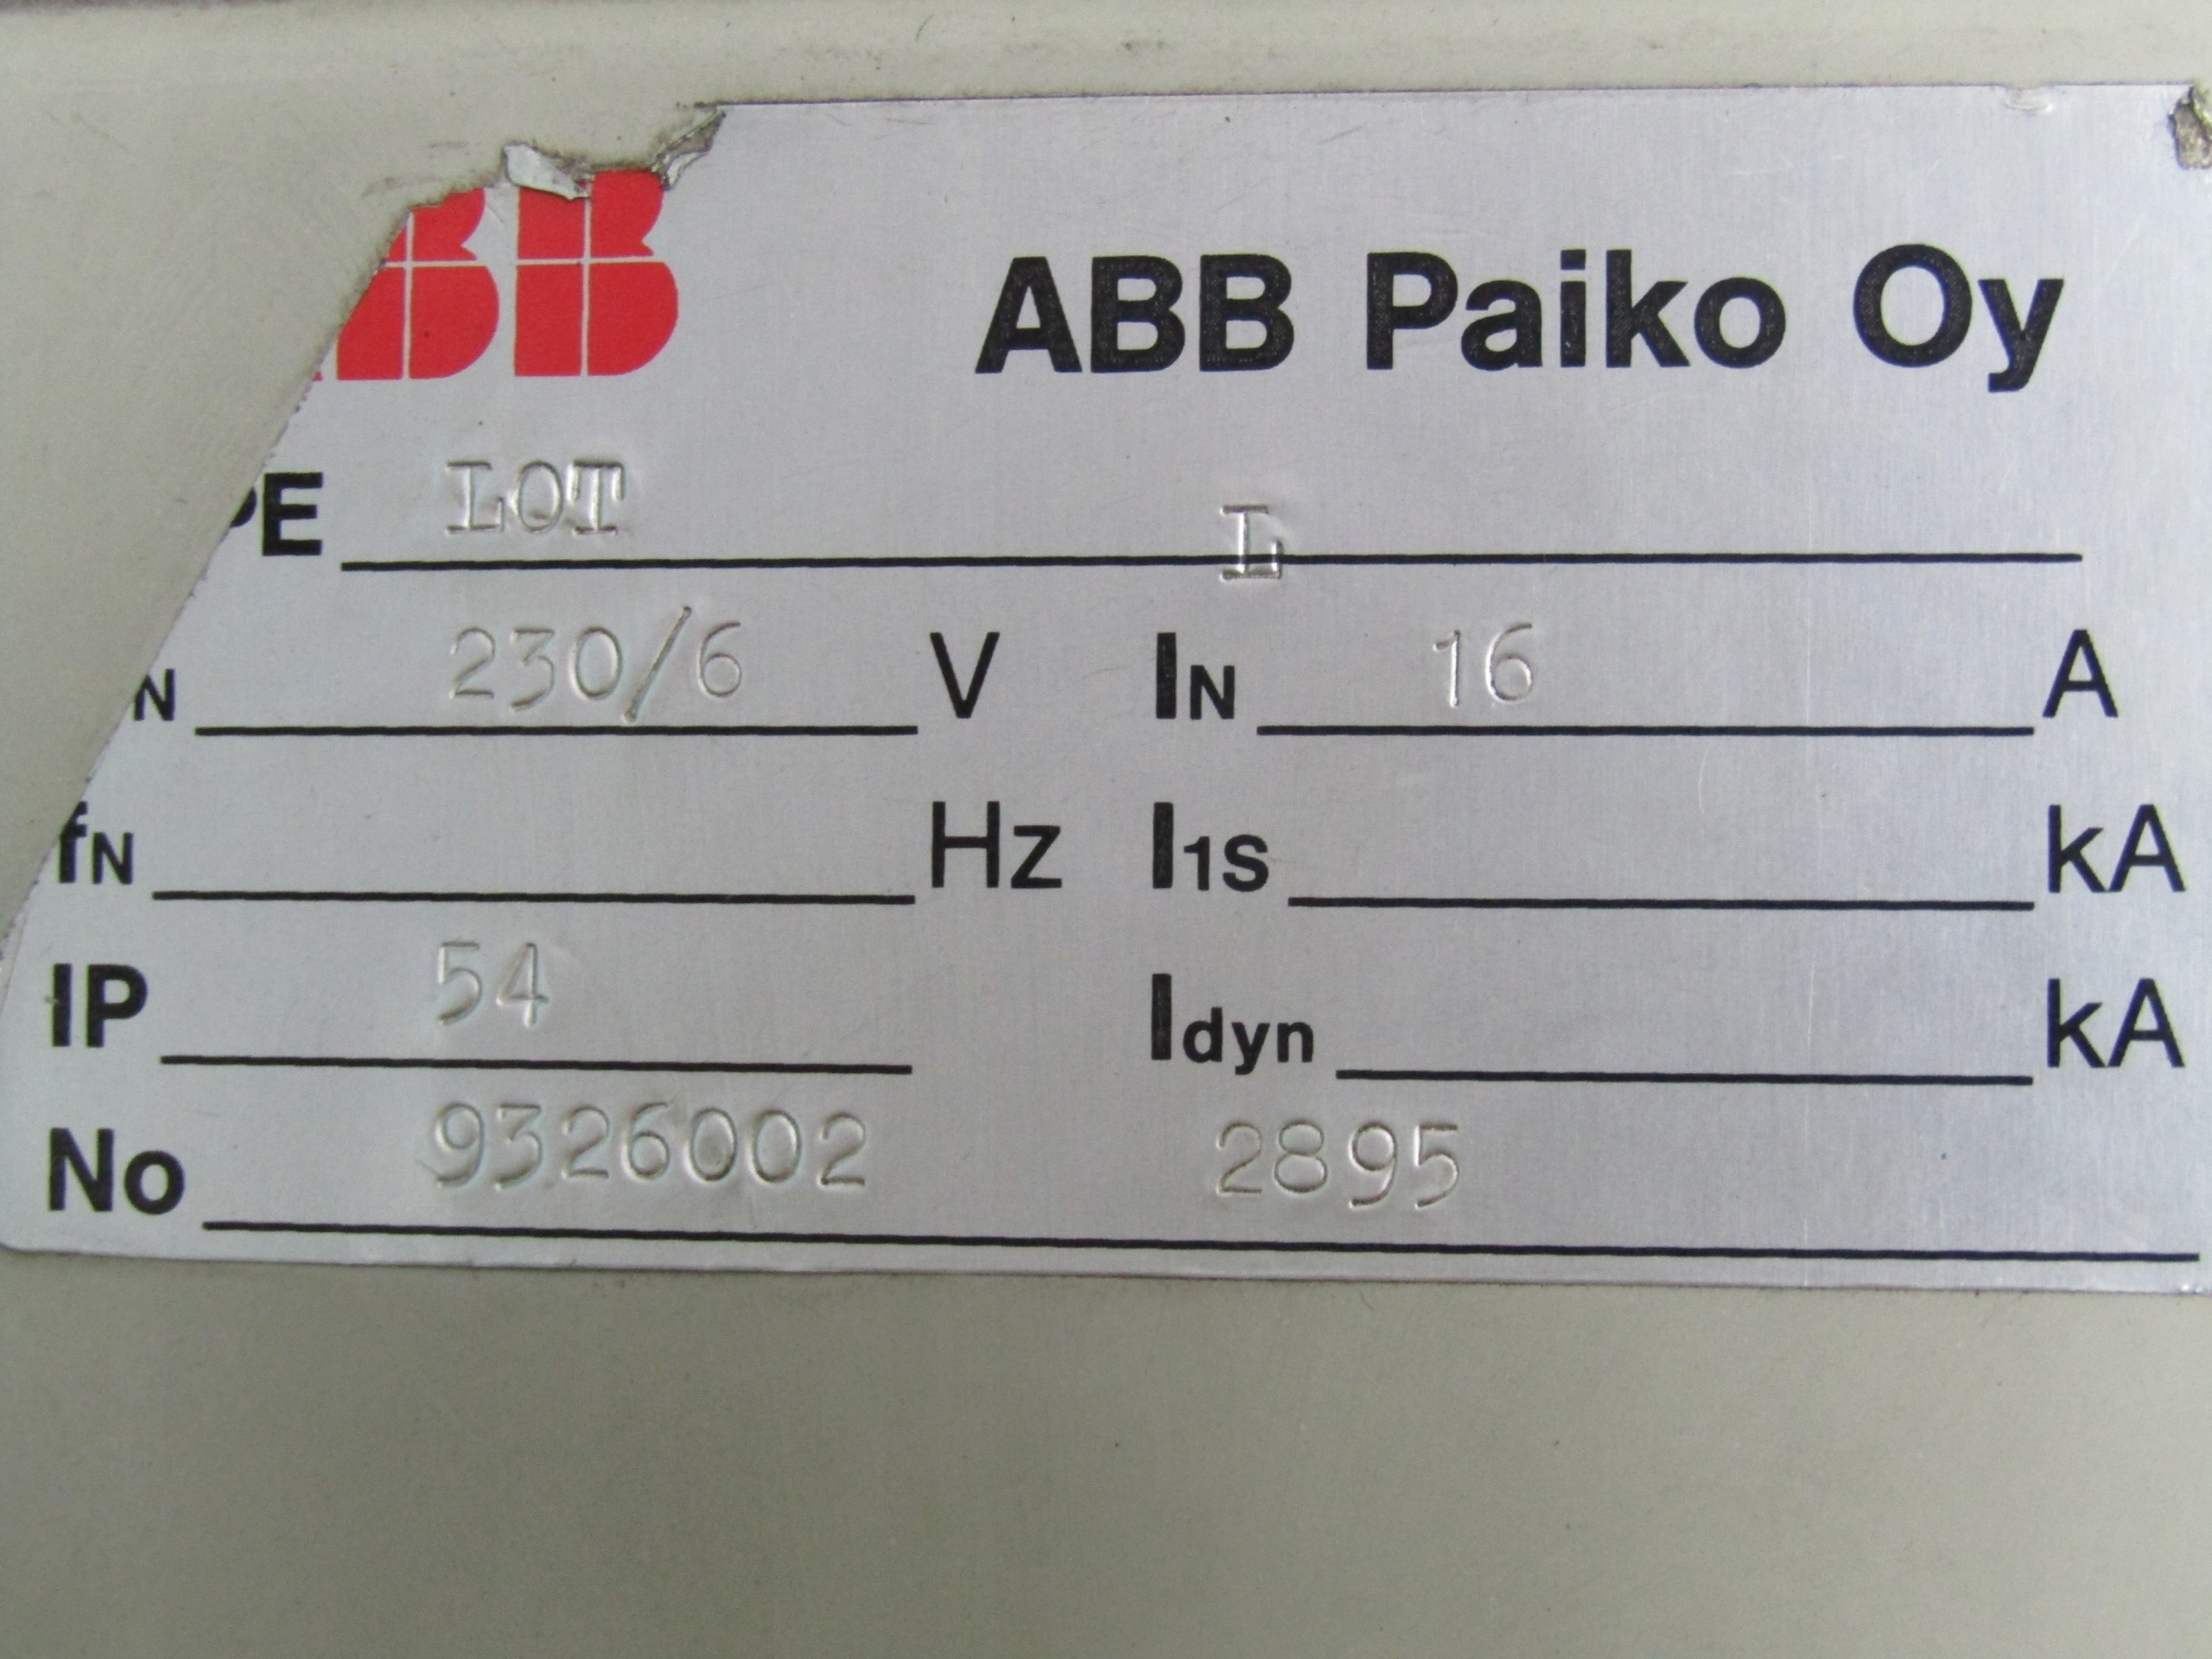 BB ABB Paiko Oy
PE LOT L
N 230/6 V IN 16 A
fN Hz I1S kA
IP 54 Idyn kA
No 9326002 2895